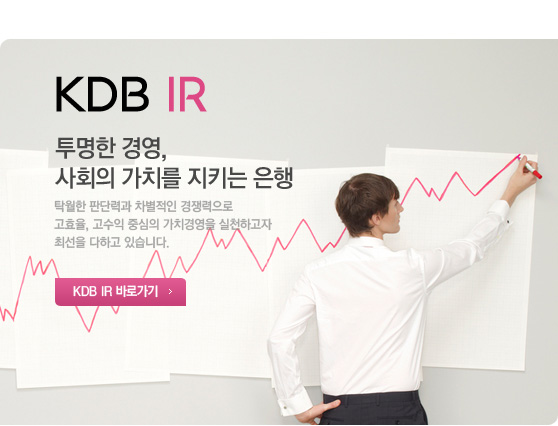 KDB IR
투명한 경영,
사회의 가치를 지키는 은행
탁월한 판단력과 차별적인 경쟁력으로
고효율, 고수익 중심의 가치경영을 실천하고자
최선을 다하고 있습니다.
KDB IR 바로가기